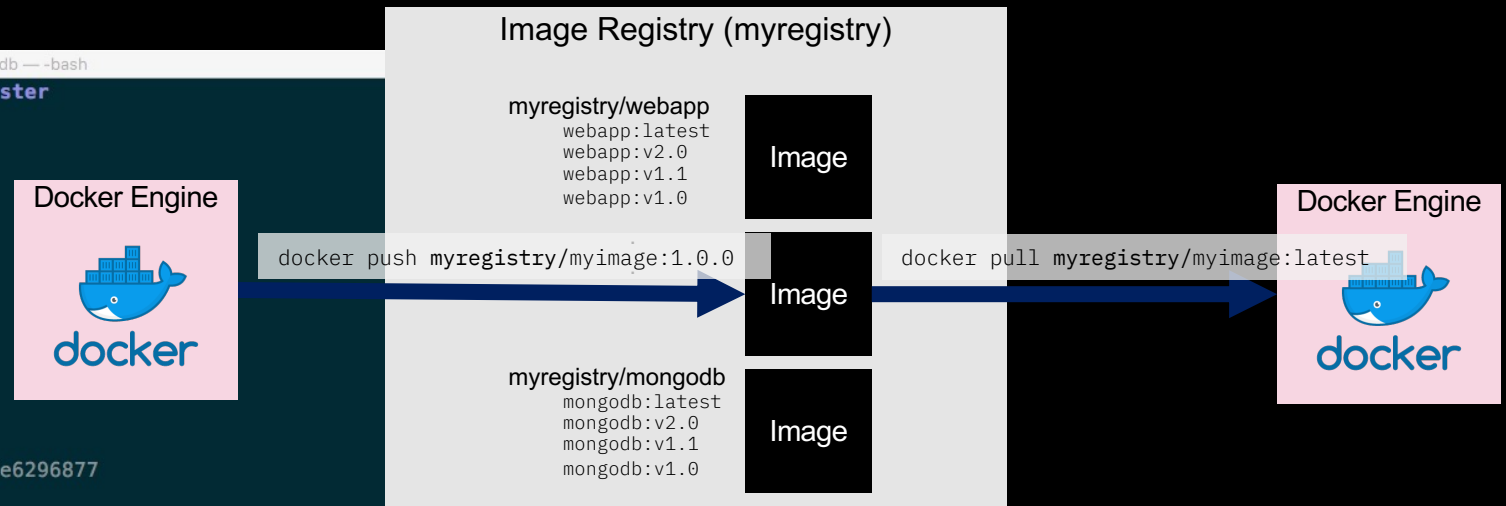 Image Registry (myregistry)
db — -bash
ster
myregistry/webapp
webapp:latest
webapp:v2.0
webapp:v1.1
webapp:v1.0
Image
Docker Engine
docker
docker push myregistry/myimage:1.0.0
Image
docker pull myregistry/myimage:latest
Docker Engine
docker
myregistry/mongodb
mongodb:latest
mongodb:v2.0
mongodb:v1.1
mongodb:v1.0
Image
e6296877